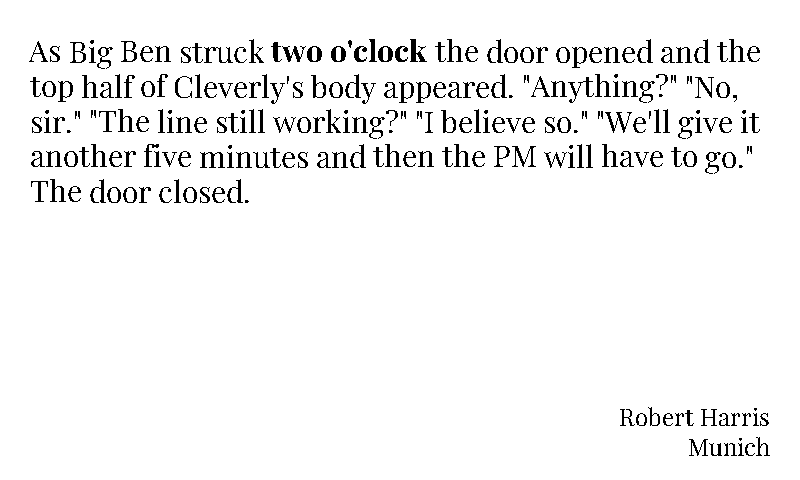 As Big Ben struck two o'clock the door opened and the
top half of Cleverly's body appeared. "Anything?" "No,
sir." "The line still working?" "I believe so." "We'll give it
another five minutes and then the PM will have to go."
The door closed.
Robert Harris
Munich